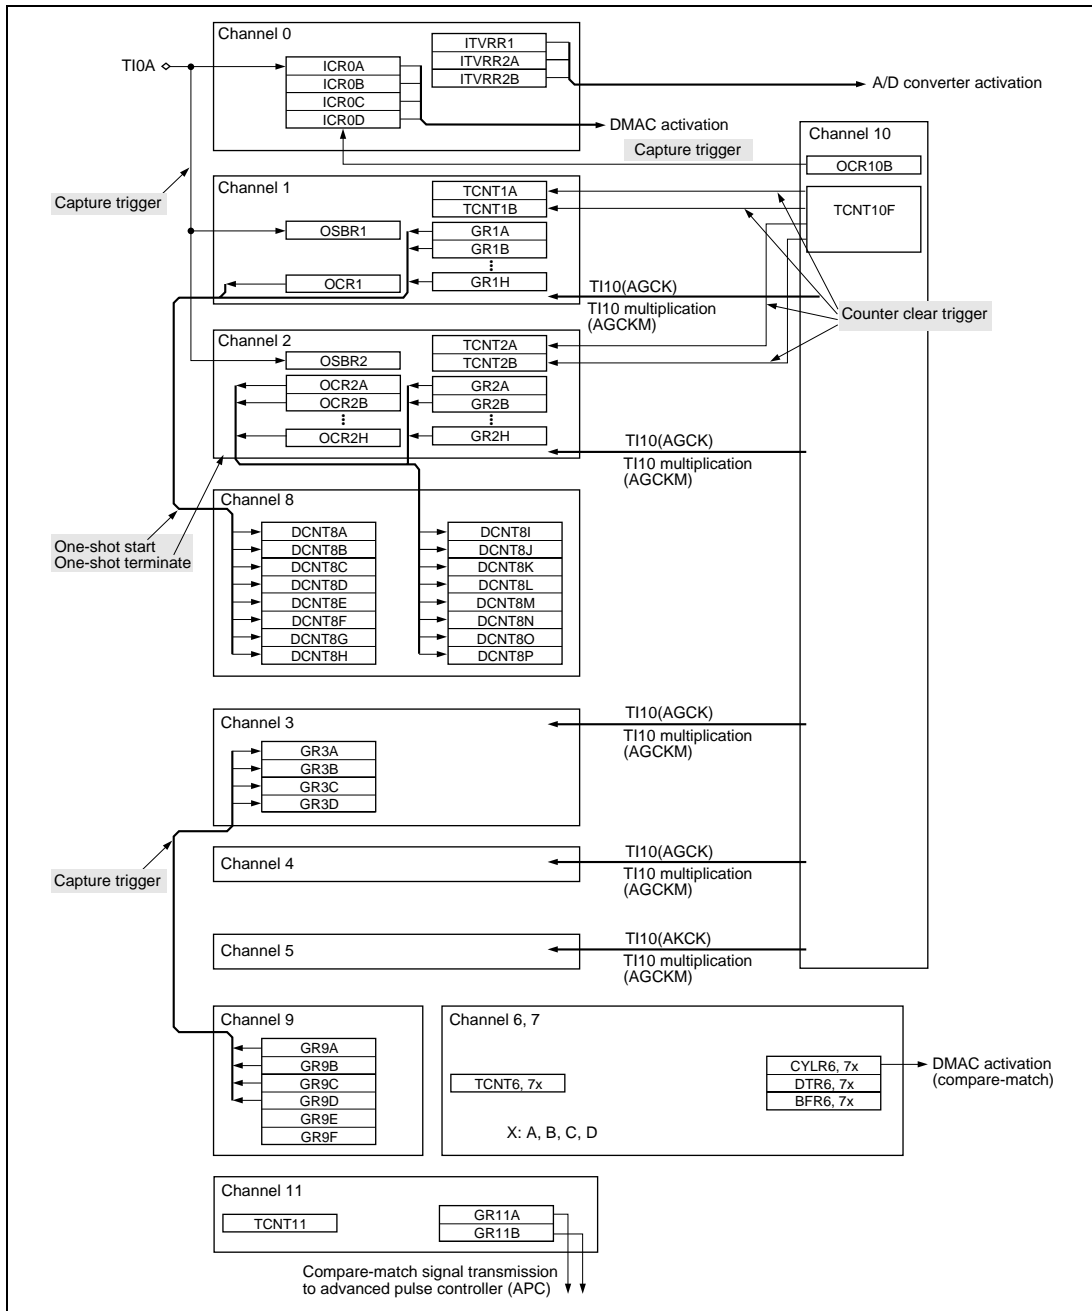 Channel 0
ITVRR1
ITVRR2A
ITVRR2B
TI0A
ICR0A
ICR0B
ICR0C
ICR0D
A/D converter activation
DMAC activation
Capture trigger
Channel 10
OCR10B
TCNT10F
Capture trigger
Channel 1
TCNT1A
TCNT1B
OSBR1
GR1A
GR1B
GR1H
OCR1
TI10(AGCK)
TI10 multiplication
(AGCKM)
Counter clear trigger
Channel 2
TCNT2A
TCNT2B
OSBR2
OCR2A
OCR2B
OCR2H
GR2A
GR2B
GR2H
TI10(AGCK)
TI10 multiplication
(AGCKM)
Channel 8
One-shot start
One-shot terminate
DCNT8A
DCNT8B
DCNT8C
DCNT8D
DCNT8E
DCNT8F
DCNT8G
DCNT8H
DCNT8I
DCNT8J
DCNT8K
DCNT8L
DCNT8M
DCNT8N
DCNT8O
DCNT8P
Channel 3
GR3A
GR3B
GR3C
GR3D
TI10(AGCK)
TI10 multiplication
(AGCKM)
Capture trigger
Channel 4
TI10(AGCK)
TI10 multiplication
(AGCKM)
Channel 5
TI10(AKCK)
TI10 multiplication
(AGCKM)
Channel 9
GR9A
GR9B
GR9C
GR9D
GR9E
GR9F
Channel 6, 7
TCNT6, 7x
CYLR6, 7x
DTR6, 7x
BFR6, 7x
X: A, B, C, D
DMAC activation
(compare-match)
Channel 11
TCNT11
GR11A
GR11B
Compare-match signal transmission
to advanced pulse controller (APC)